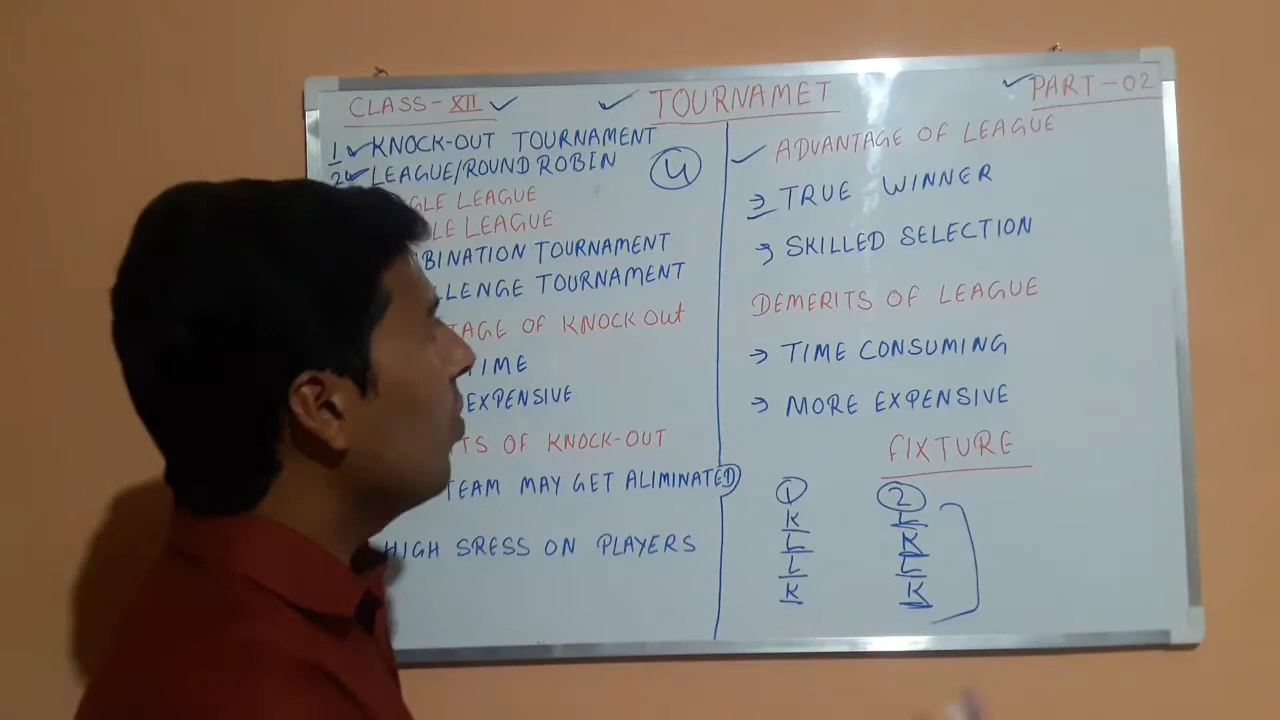 CLASS-XII
TOURNAMET
PART-02
1 KNOCK-OUT TOURNAMENT
2 LEAGUE/ROUND ROBIN
4
GLE LEAGUE
LE LEAGUE
BINATION TOURNAMENT
LLENGE TOURNAMENT
TAGE OF KNOCK OUt
TIME
EXPENSIVE
TS OF KNOCK-OUT
TEAM MAY GET ALIMINATED
HIGH SRESS ON PLAYERS
ADVANTAGE OF LEAGUE
→ TRUE WINNER
→ SKILLED SELECTION
DEMERITS OF LEAGUE
→ TIME CONSUMING
→ MORE EXPENSIVE
FIXTURE
1 2
K L
L K
L L
K K